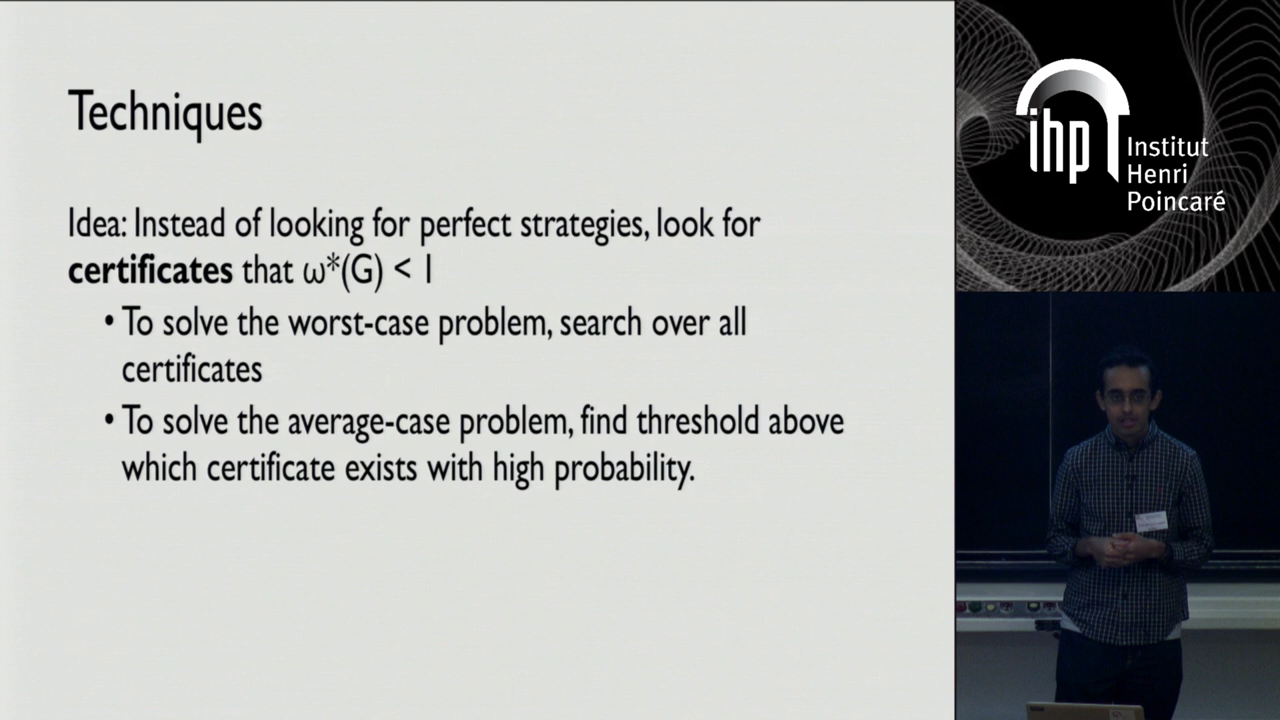 Techniques
Idea: Instead of looking for perfect strategies, look for
certificates that ω*(G) < 1
• To solve the worst-case problem, search over all
certificates
• To solve the average-case problem, find threshold above
which certificate exists with high probability.
ihp
Institut
Henri
Poincaré